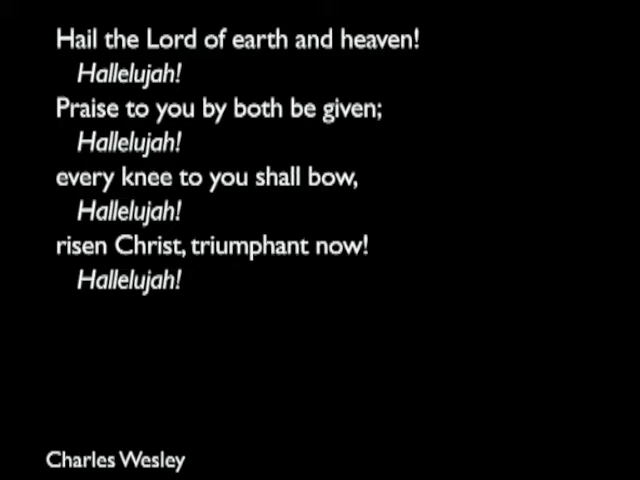 Hail the Lord of earth and heaven!
Hallelujah!
Praise to you by both be given;
Hallelujah!
every knee to you shall bow,
Hallelujah!
risen Christ, triumphant now!
Hallelujah!
Charles Wesley